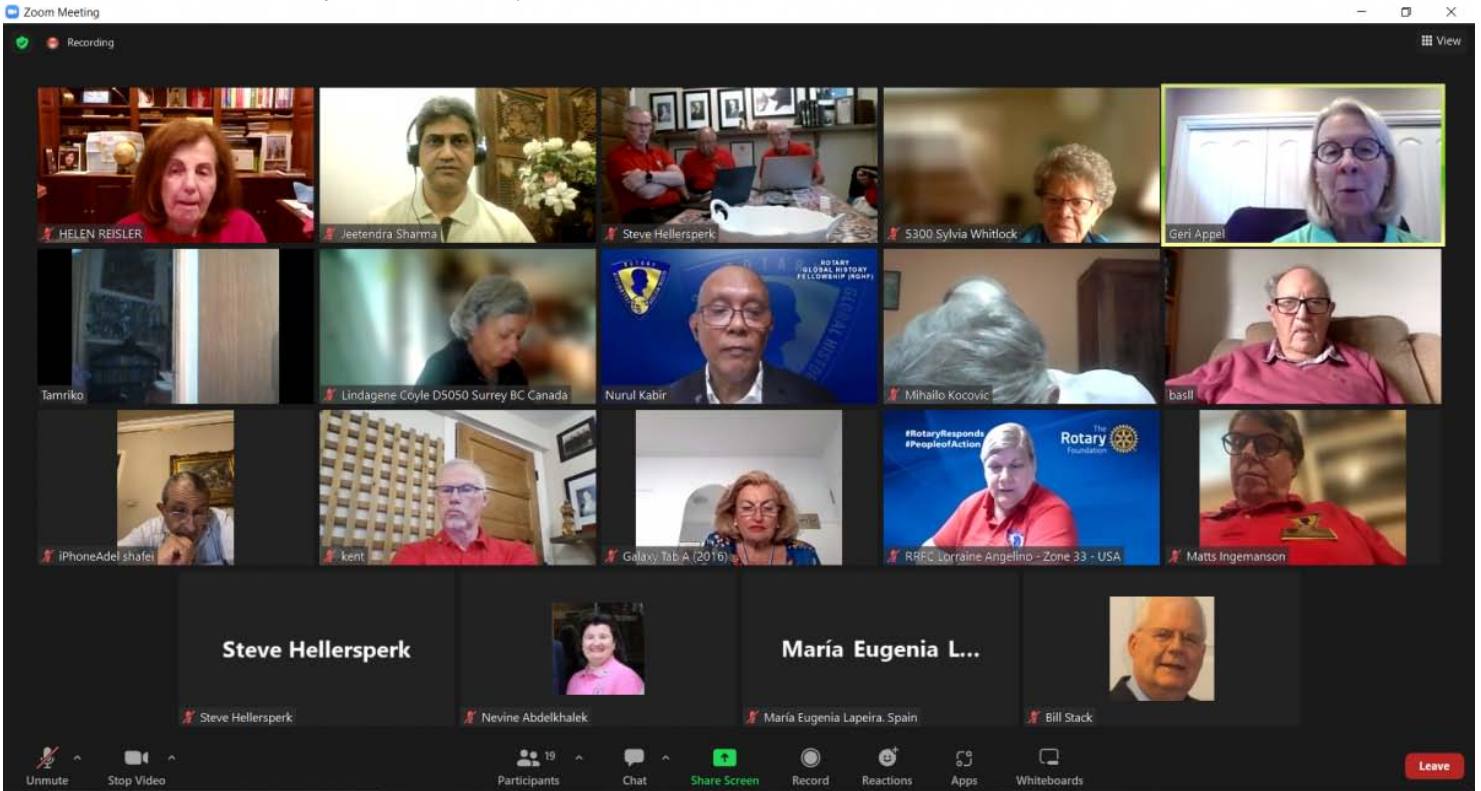 Zoom Meeting
Recording
View
HELEN REISLER
Jeetendra Sharma
Steve Hellersperk
5300 Sylvia Whitlock
Geri Appel
ROTARY
GLOBAL HISTORY
FELLOWSHIP (RGHF)
Tamriko
Lindagene Coyle D5050 Surrey BC Canada
Nurul Kabir
Mihailo Kocovic
basll
#RotaryResponds
#PeopleofAction
The
Rotary
Foundation
iPhoneAdel shafei
kent
Galaxy Tab A (2016)
RRFC Lorraine Angelino - Zone 33 - USA
Matts Ingemanson
Steve Hellersperk
María Eugenia L...
Steve Hellersperk
Nevine Abdelkhalek
María Eugenia Lapeira. Spain
Bill Stack
19
Unmute
Stop Video
Participants
Chat
Share Screen
Record
Reactions
Apps
Whiteboards
Leave